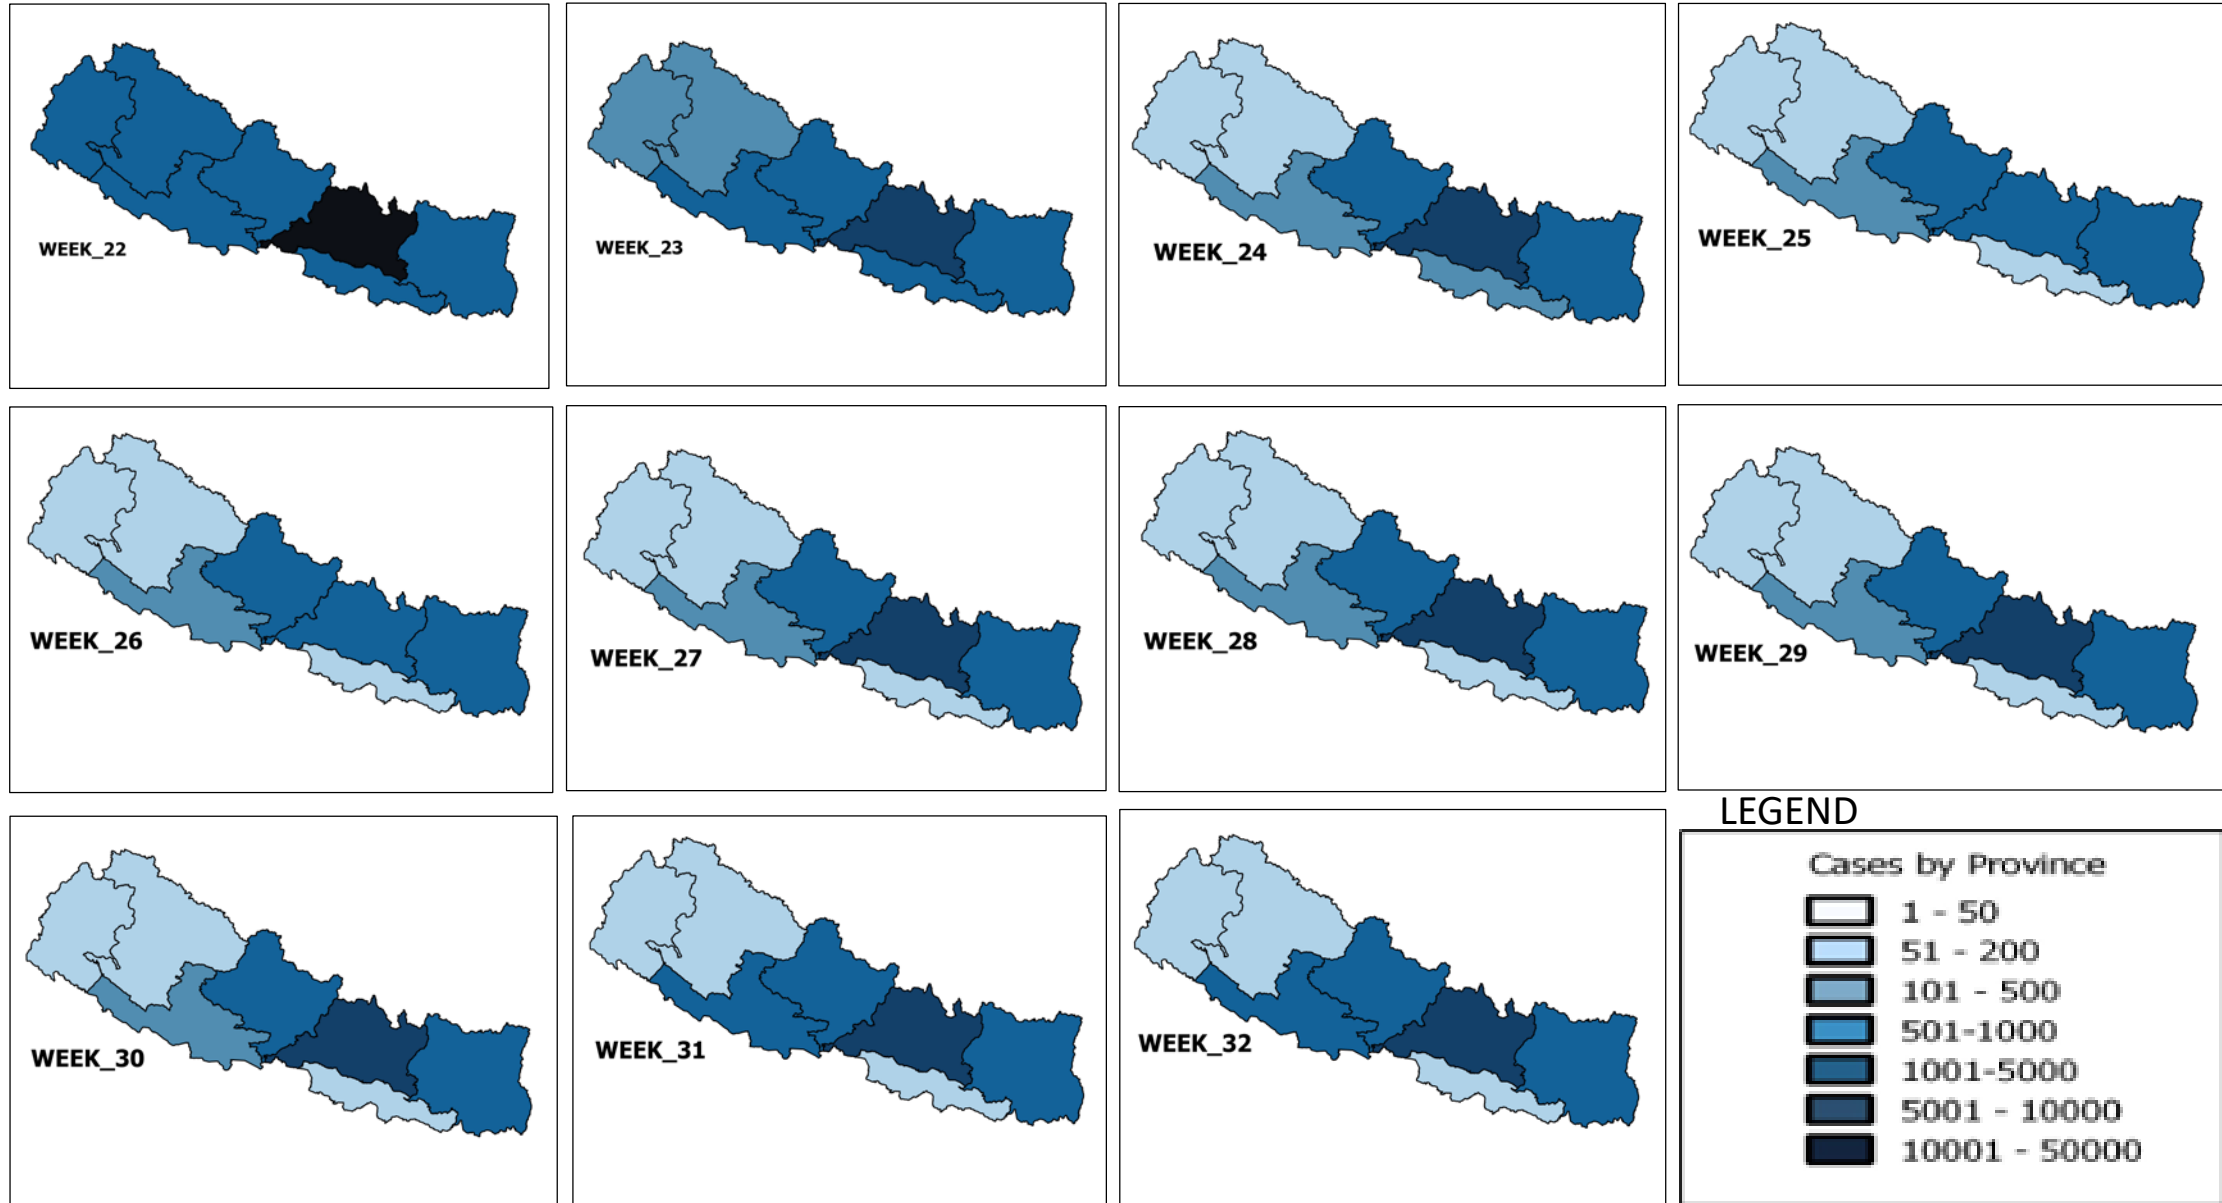 WEEK_22
WEEK_23
WEEK_24
WEEK_25
WEEK_26
WEEK_27
WEEK_28
WEEK_29
WEEK_30
WEEK_31
WEEK_32
LEGEND
Cases by Province
1 - 50
51 - 200
101 - 500
501-1000
1001-5000
5001 - 10000
10001 - 50000